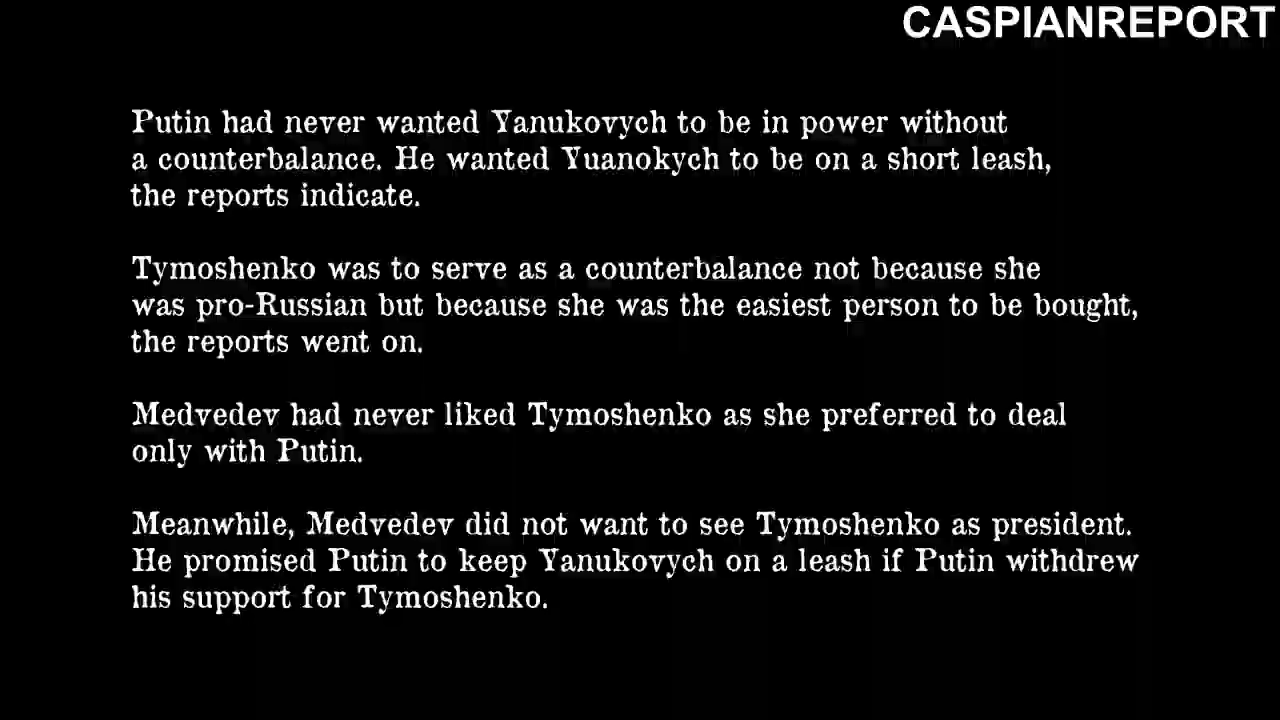 CASPIANREPORT
Putin had never wanted Yanukovych to be in power without
a counterbalance. He wanted Yuanokych to be on a short leash,
the reports indicate.
Tymoshenko was to serve as a counterbalance not because she
was pro-Russian but because she was the easiest person to be bought,
the reports went on.
Medvedev had never liked Tymoshenko as she preferred to deal
only with Putin.
Meanwhile, Medvedev did not want to see Tymoshenko as president.
He promised Putin to keep Yanukovych on a leash if Putin withdrew
his support for Tymoshenko.